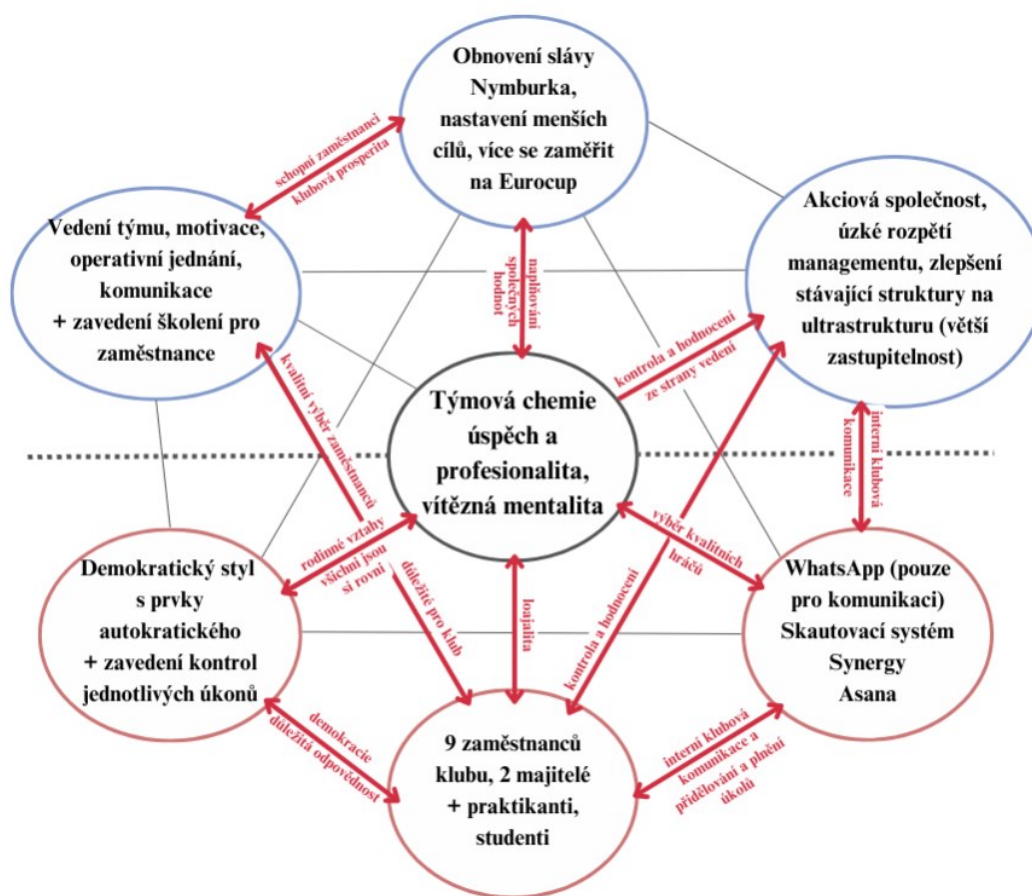 Obnovení slávy
Nymburka,
nastavení menších
cílů, více se zaměřit
na Eurocup
schopní zaměstnanci
klubová prosperita
Vedení týmu, motivace,
operativní jednání,
komunikace
+ zavedení školení pro
zaměstnance
Akciová společnost,
úzké rozpětí
managementu, zlepšení
stávající struktury na
ultrastrukturu (větší
zastupitelnost)
naplňování
společných
hodnot
kontrola a hodnocení
ze strany vedení
Týmová chemie
úspěch a
profesionalita,
vítězná mentalita
kvalitní výběr zaměstnanců
důležité pro klub
interní klubová
komunikace
rodinné vztahy
všichni jsou
si rovni
výběr kvalitních
hráčů
Demokratický styl
s prvky
autokratického
+ zavedení kontrol
jednotlivých úkonů
loajalita
kontrola a hodnocení
WhatsApp (pouze
pro komunikaci)
Skautovací systém
Synergy
Asana
demokracie
důležitá odpovědnost
9 zaměstnanců
klubu, 2 majitelé
+ praktikanti,
studenti
interní klubová
komunikace a
přidělování a plnění
úkolů